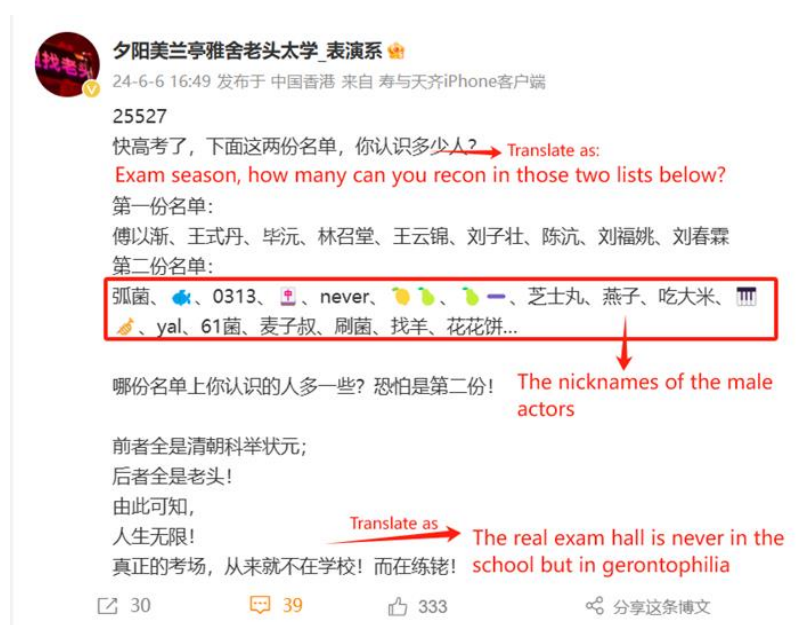 找老头
夕阳美兰亭雅舍老头太学_表演系
24-6-6 16:49 发布于 中国香港 来自 寿与天齐iPhone客户端
25527
快高考了，下面这两份名单，你认识多少人？
Translate as:
Exam season, how many can you recon in those two lists below?
第一份名单：
傅以渐、王式丹、毕沅、林召堂、王云锦、刘子壮、陈沆、刘福姚、刘春霖
第二份名单：
弧菌、🐟、0313、🀄、never、🍋🍐、🍐➖、芝士丸、燕子、吃大米、🎹
🎺、yal、61菌、麦子叔、刷菌、找羊、花花饼...
哪份名单上你认识的人多一些？恐怕是第二份！
The nicknames of the male
actors
前者全是清朝科举状元；
后者全是老头！
由此可知，
人生无限！
Translate as
真正的考场，从来就不在学校！而在练铐！
The real exam hall is never in the
school but in gerontophilia
30
39
333
分享这条博文